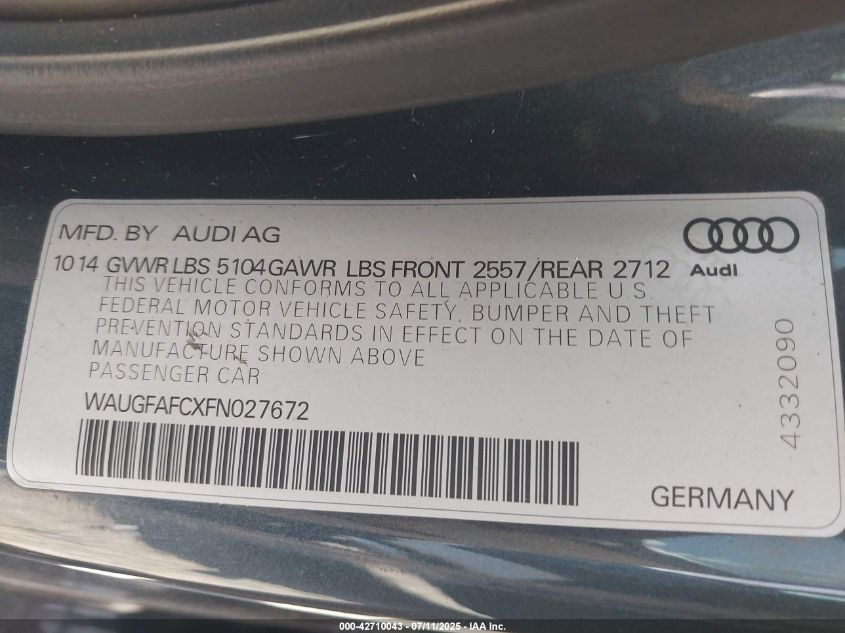 MFD. BY AUDI AG
Audi
10 14 GVWR LBS 5104 GAWR LBS FRONT 2557/REAR 2712
THIS VEHICLE CONFORMS TO ALL APPLICABLE U.S.
FEDERAL MOTOR VEHICLE SAFETY, BUMPER AND THEFT
PREVENTION STANDARDS IN EFFECT ON THE DATE OF
MANUFACTURE SHOWN ABOVE
PASSENGER CAR
WAUGFAFCXFN027672
4332090
GERMANY
000-42710043 - 07/11/2025 - IAA Inc.